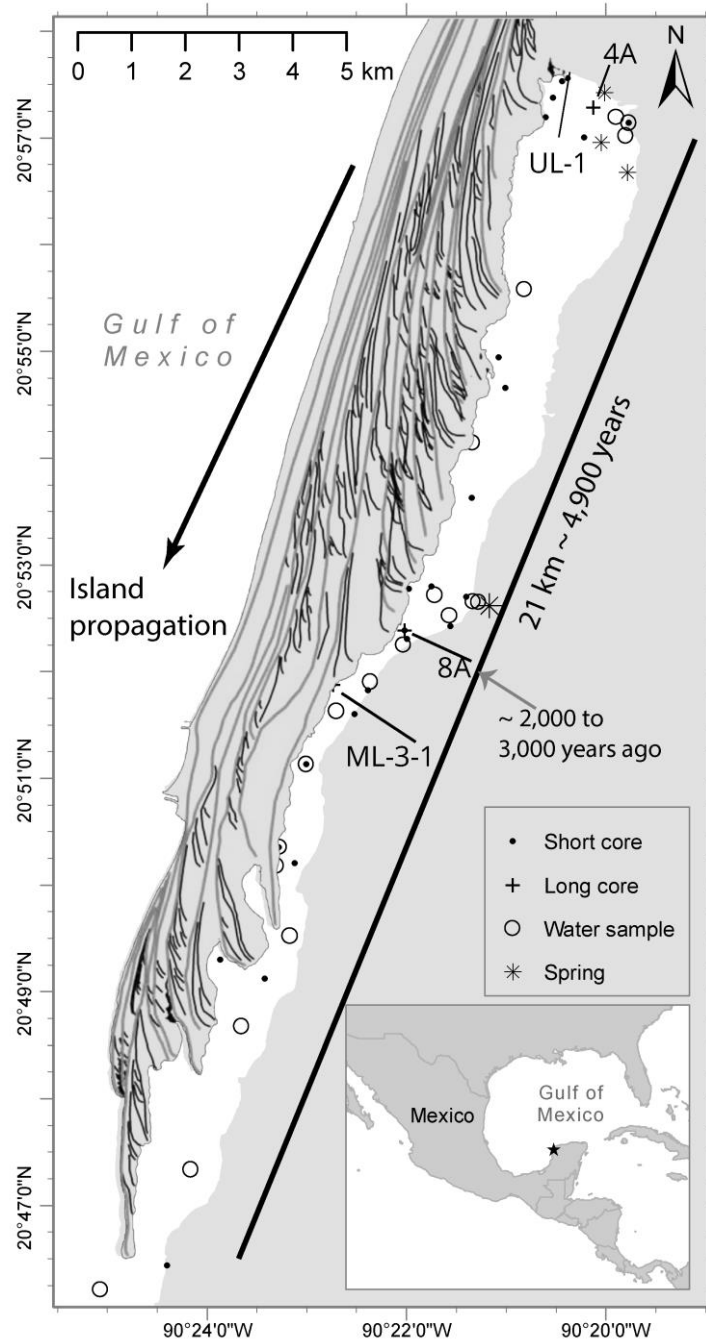 0 1 2 3 4 5 km
N
4A
UL-1
Gulf of
Mexico
Island
propagation
21 km ~ 4,900 years
8A
~ 2,000 to
3,000 years ago
ML-3-1
Short core
Long core
Water sample
Spring
Gulf of
Mexico
Mexico
20°57'0"N
20°55'0"N
20°53'0"N
20°51'0"N
20°49'0"N
20°47'0"N
90°24'0"W 90°22'0"W 90°20'0"W